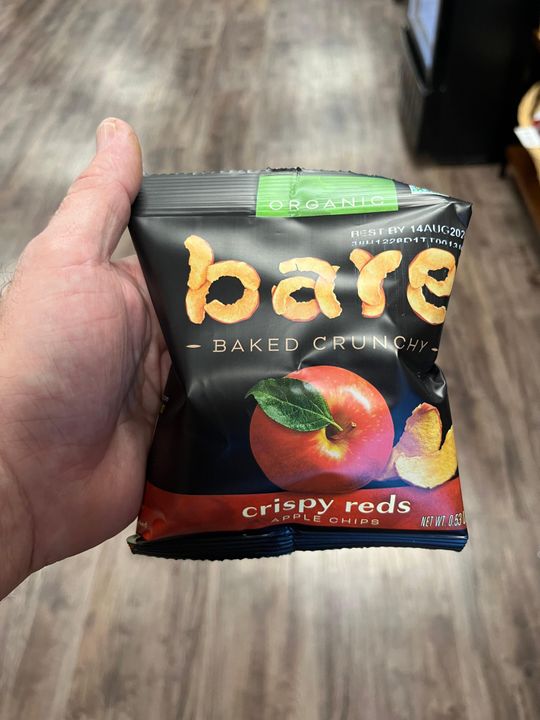 ORGANIC
BEST BY 14AUG202
bare
BAKED CRUNCHY
crispy reds
APPLE CHIPS
NET WT. 0.53